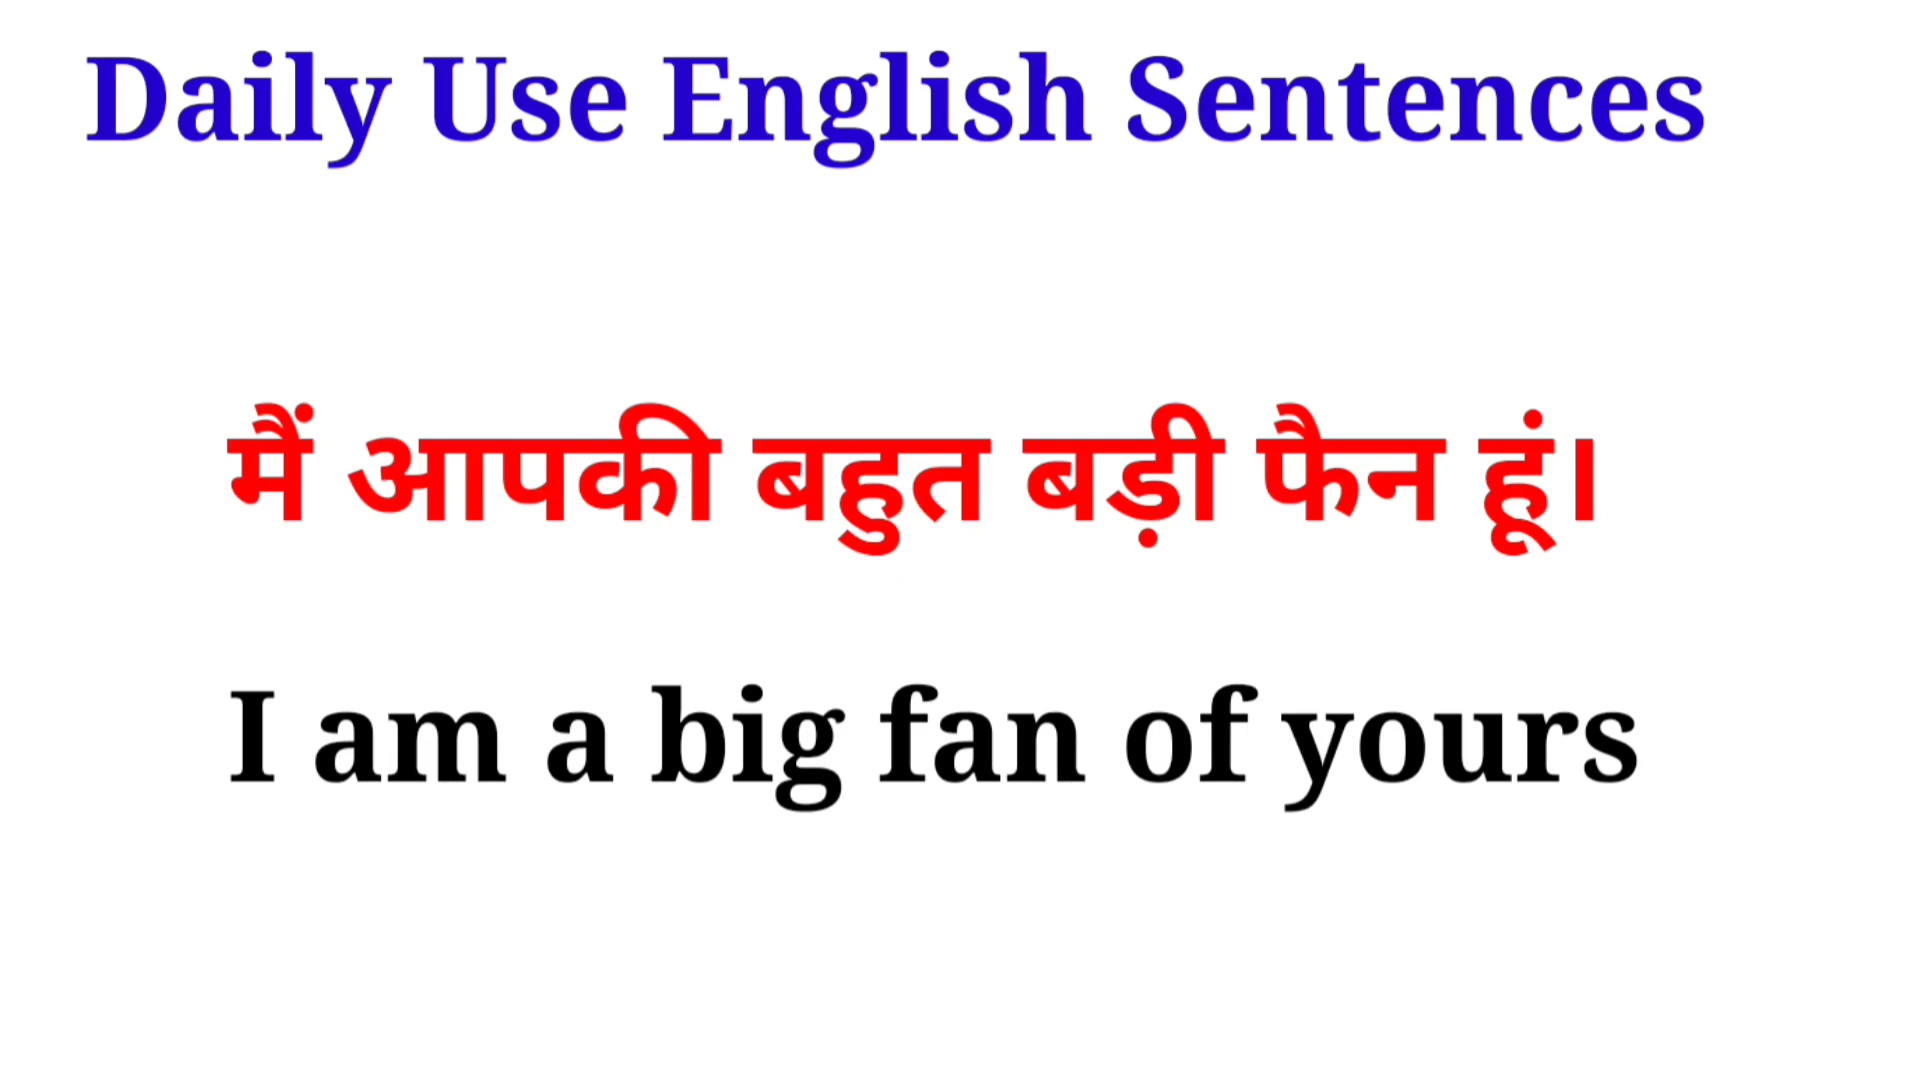 Daily Use English Sentences
मैं आपकी बहुत बड़ी फैन हूं।
I am a big fan of yours